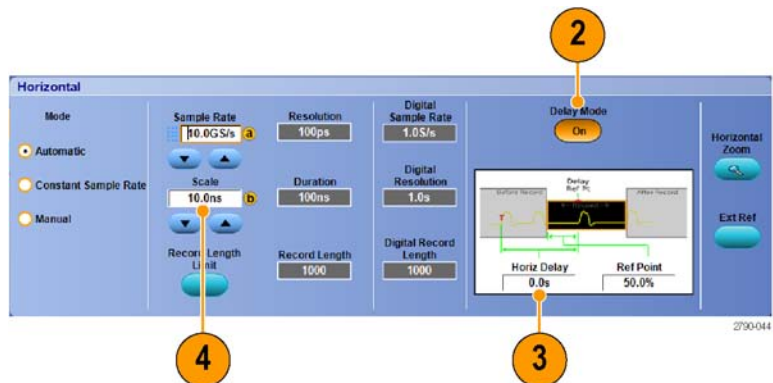 2
Horizontal
Mode
Automatic
Constant Sample Rate
Manual
Sample Rate
10.0GS/s
a
Scale
10.0ns
b
Record Length
Limit
Resolution
100ps
Duration
100ns
Record Length
1000
Digital
Sample Rate
1.0S/s
Digital
Resolution
1.0s
Digital Record
Length
1000
Delay Mode
On
Delay
Ref Pt
Before Record
Record
After Record
T
Horiz Delay
0.0s
Ref Point
50.0%
Horizontal
Zoom
Ext Ref
2790-044
4
3